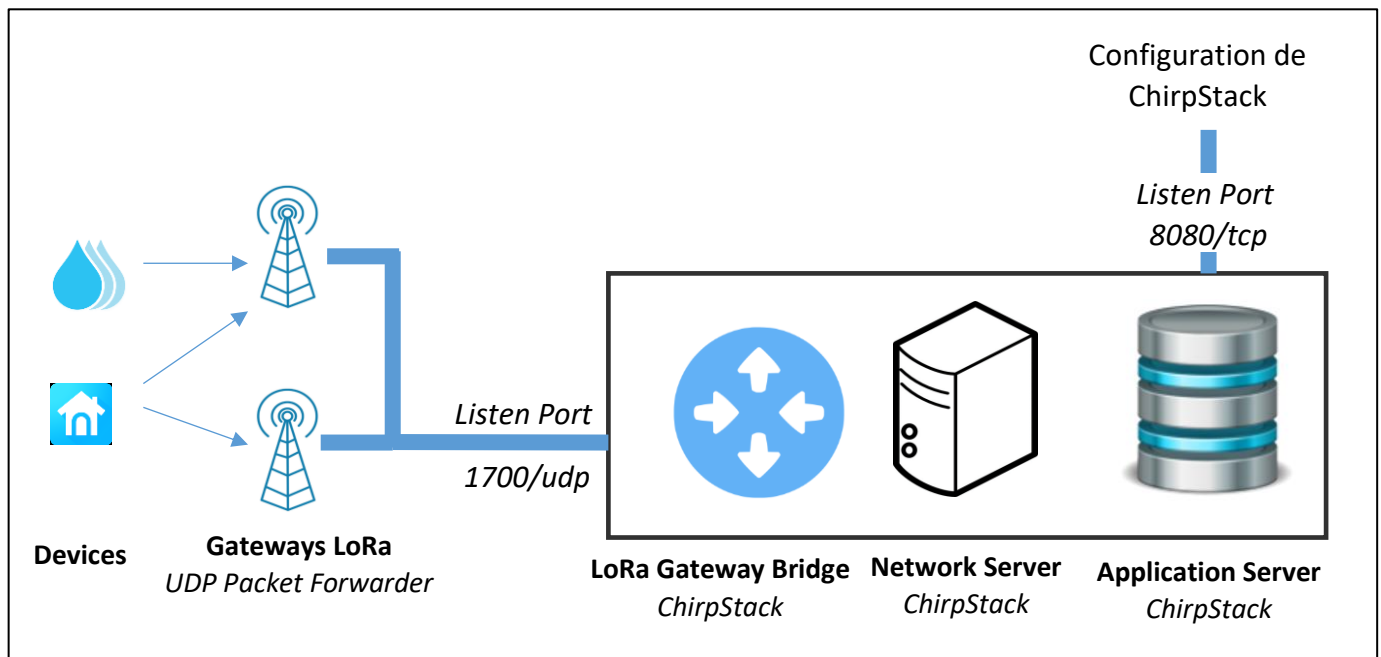 Configuration de
ChirpStack
Listen Port
8080/tcp
Listen Port
1700/udp
Devices
Gateways LoRa
UDP Packet Forwarder
LoRa Gateway Bridge
ChirpStack
Network Server
ChirpStack
Application Server
ChirpStack